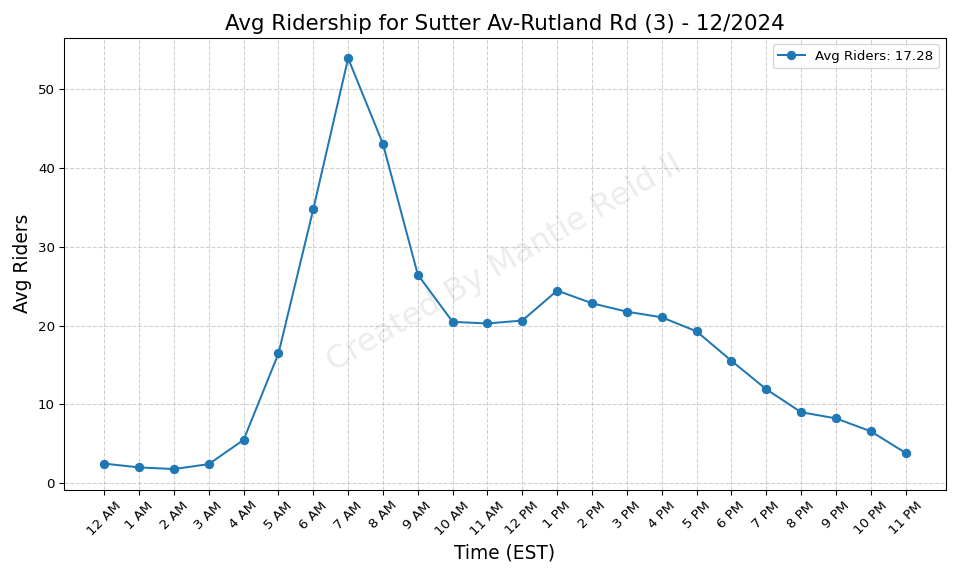 Avg Ridership for Sutter Av-Rutland Rd (3) - 12/2024
Avg Riders: 17.28
Avg Riders
50
40
30
20
10
0
Created By Mantie Reid II
12 AM
1 AM
2 AM
3 AM
4 AM
5 AM
6 AM
7 AM
8 AM
9 AM
10 AM
11 AM
12 PM
1 PM
2 PM
3 PM
4 PM
5 PM
6 PM
7 PM
8 PM
9 PM
10 PM
11 PM
Time (EST)